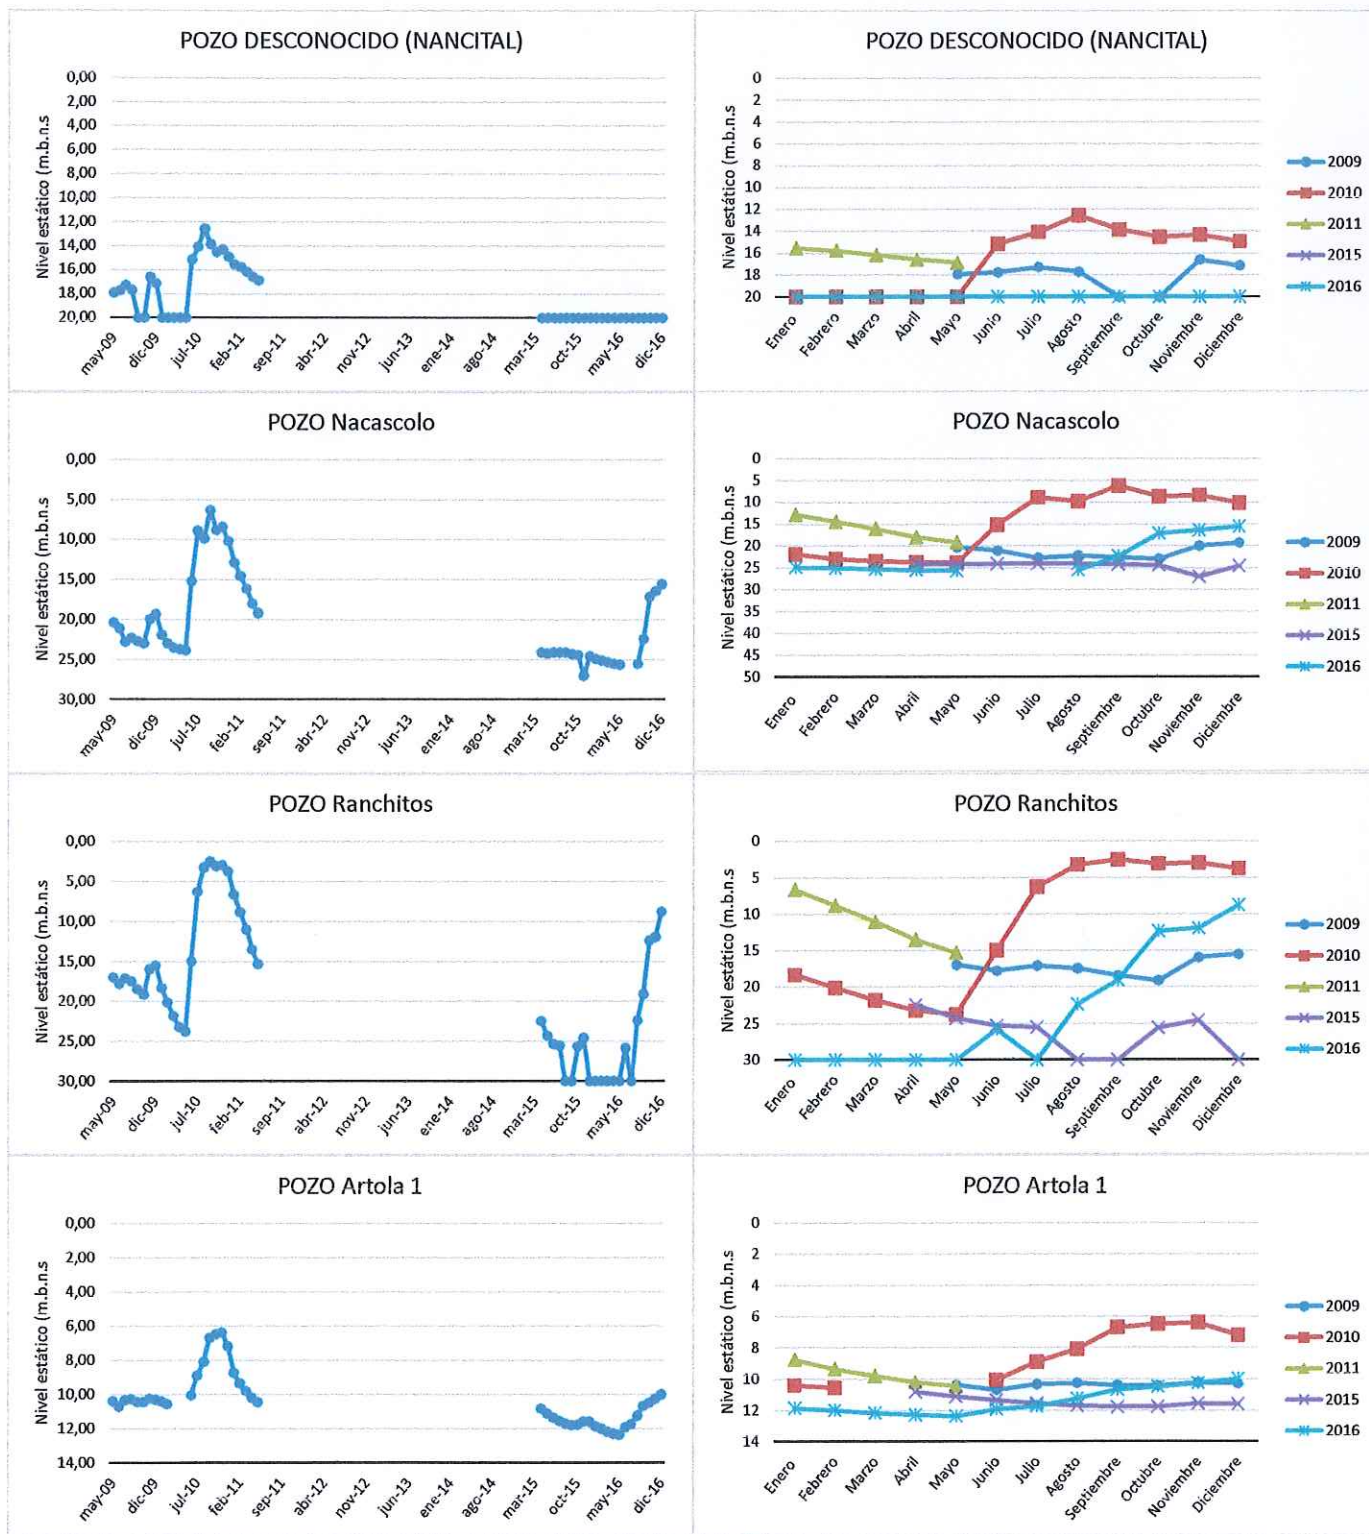 POZO DESCONOCIDO (NANCITAL)
Nivel estático (m.b.n.s
0,00
2,00
4,00
6,00
8,00
10,00
12,00
14,00
16,00
18,00
20,00
may-09
dic-09
jul-10
feb-11
sep-11
abr-12
nov-12
jun-13
ene-14
ago-14
mar-15
oct-15
may-16
dic-16
POZO DESCONOCIDO (NANCITAL)
Nivel estático (m.b.n.s
0
2
4
6
8
10
12
14
16
18
20
Enero
Febrero
Marzo
Abril
Mayo
Junio
Julio
Agosto
Septiembre
Octubre
Noviembre
Diciembre
2009
2010
2011
2015
2016
POZO Nacascolo
Nivel estático (m.b.n.s
0,00
5,00
10,00
15,00
20,00
25,00
30,00
may-09
dic-09
jul-10
feb-11
sep-11
abr-12
nov-12
jun-13
ene-14
ago-14
mar-15
oct-15
may-16
dic-16
POZO Nacascolo
Nivel estático (m.b.n.s
0
5
10
15
20
25
30
35
40
45
50
Enero
Febrero
Marzo
Abril
Mayo
Junio
Julio
Agosto
Septiembre
Octubre
Noviembre
Diciembre
2009
2010
2011
2015
2016
POZO Ranchitos
Nivel estático (m.b.n.s
0,00
5,00
10,00
15,00
20,00
25,00
30,00
may-09
dic-09
jul-10
feb-11
sep-11
abr-12
nov-12
jun-13
ene-14
ago-14
mar-15
oct-15
may-16
dic-16
POZO Ranchitos
Nivel estático (m.b.n.s
0
5
10
15
20
25
30
Enero
Febrero
Marzo
Abril
Mayo
Junio
Julio
Agosto
Septiembre
Octubre
Noviembre
Diciembre
2009
2010
2011
2015
2016
POZO Artola 1
Nivel estático (m.b.n.s
0,00
2,00
4,00
6,00
8,00
10,00
12,00
14,00
may-09
dic-09
jul-10
feb-11
sep-11
abr-12
nov-12
jun-13
ene-14
ago-14
mar-15
oct-15
may-16
dic-16
POZO Artola 1
Nivel estático (m.b.n.s
0
2
4
6
8
10
12
14
Enero
Febrero
Marzo
Abril
Mayo
Junio
Julio
Agosto
Septiembre
Octubre
Noviembre
Diciembre
2009
2010
2011
2015
2016